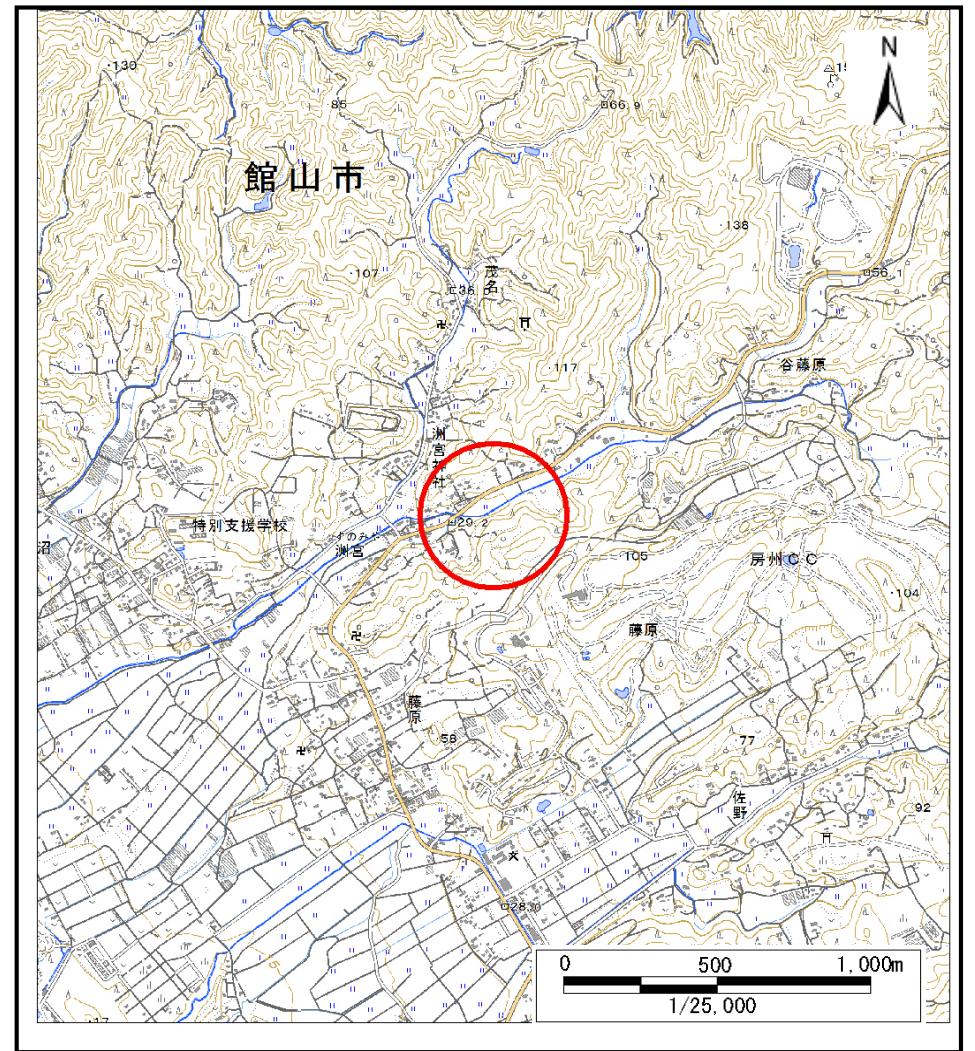 N
・130
85
66.9
館山市
・138
・107
茂名
56.1
・117
谷藤原
洲宮神社
特別支援学校
29.2
すのみや
洲宮
沼
105
房州CC
・104
藤原
藤原
58
77
佐野
92
0 500 1,000m
1/25,000